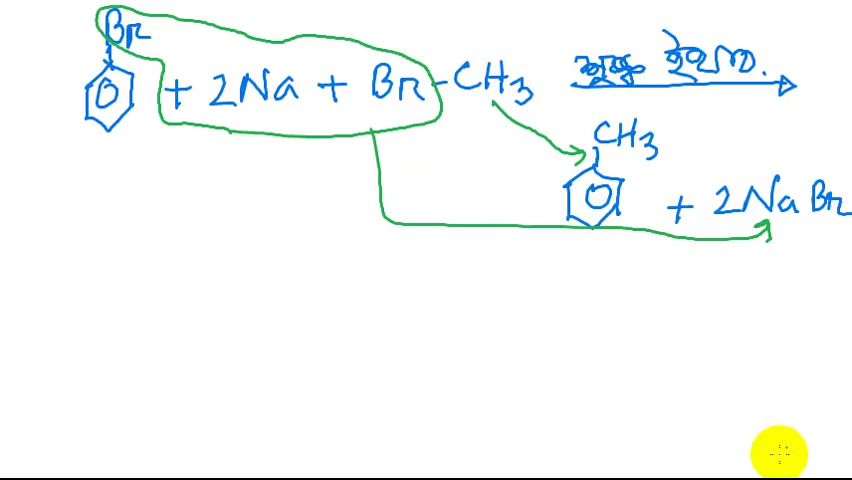 Br
+ 2Na + Br-CH3
CH3
+ 2NaBr